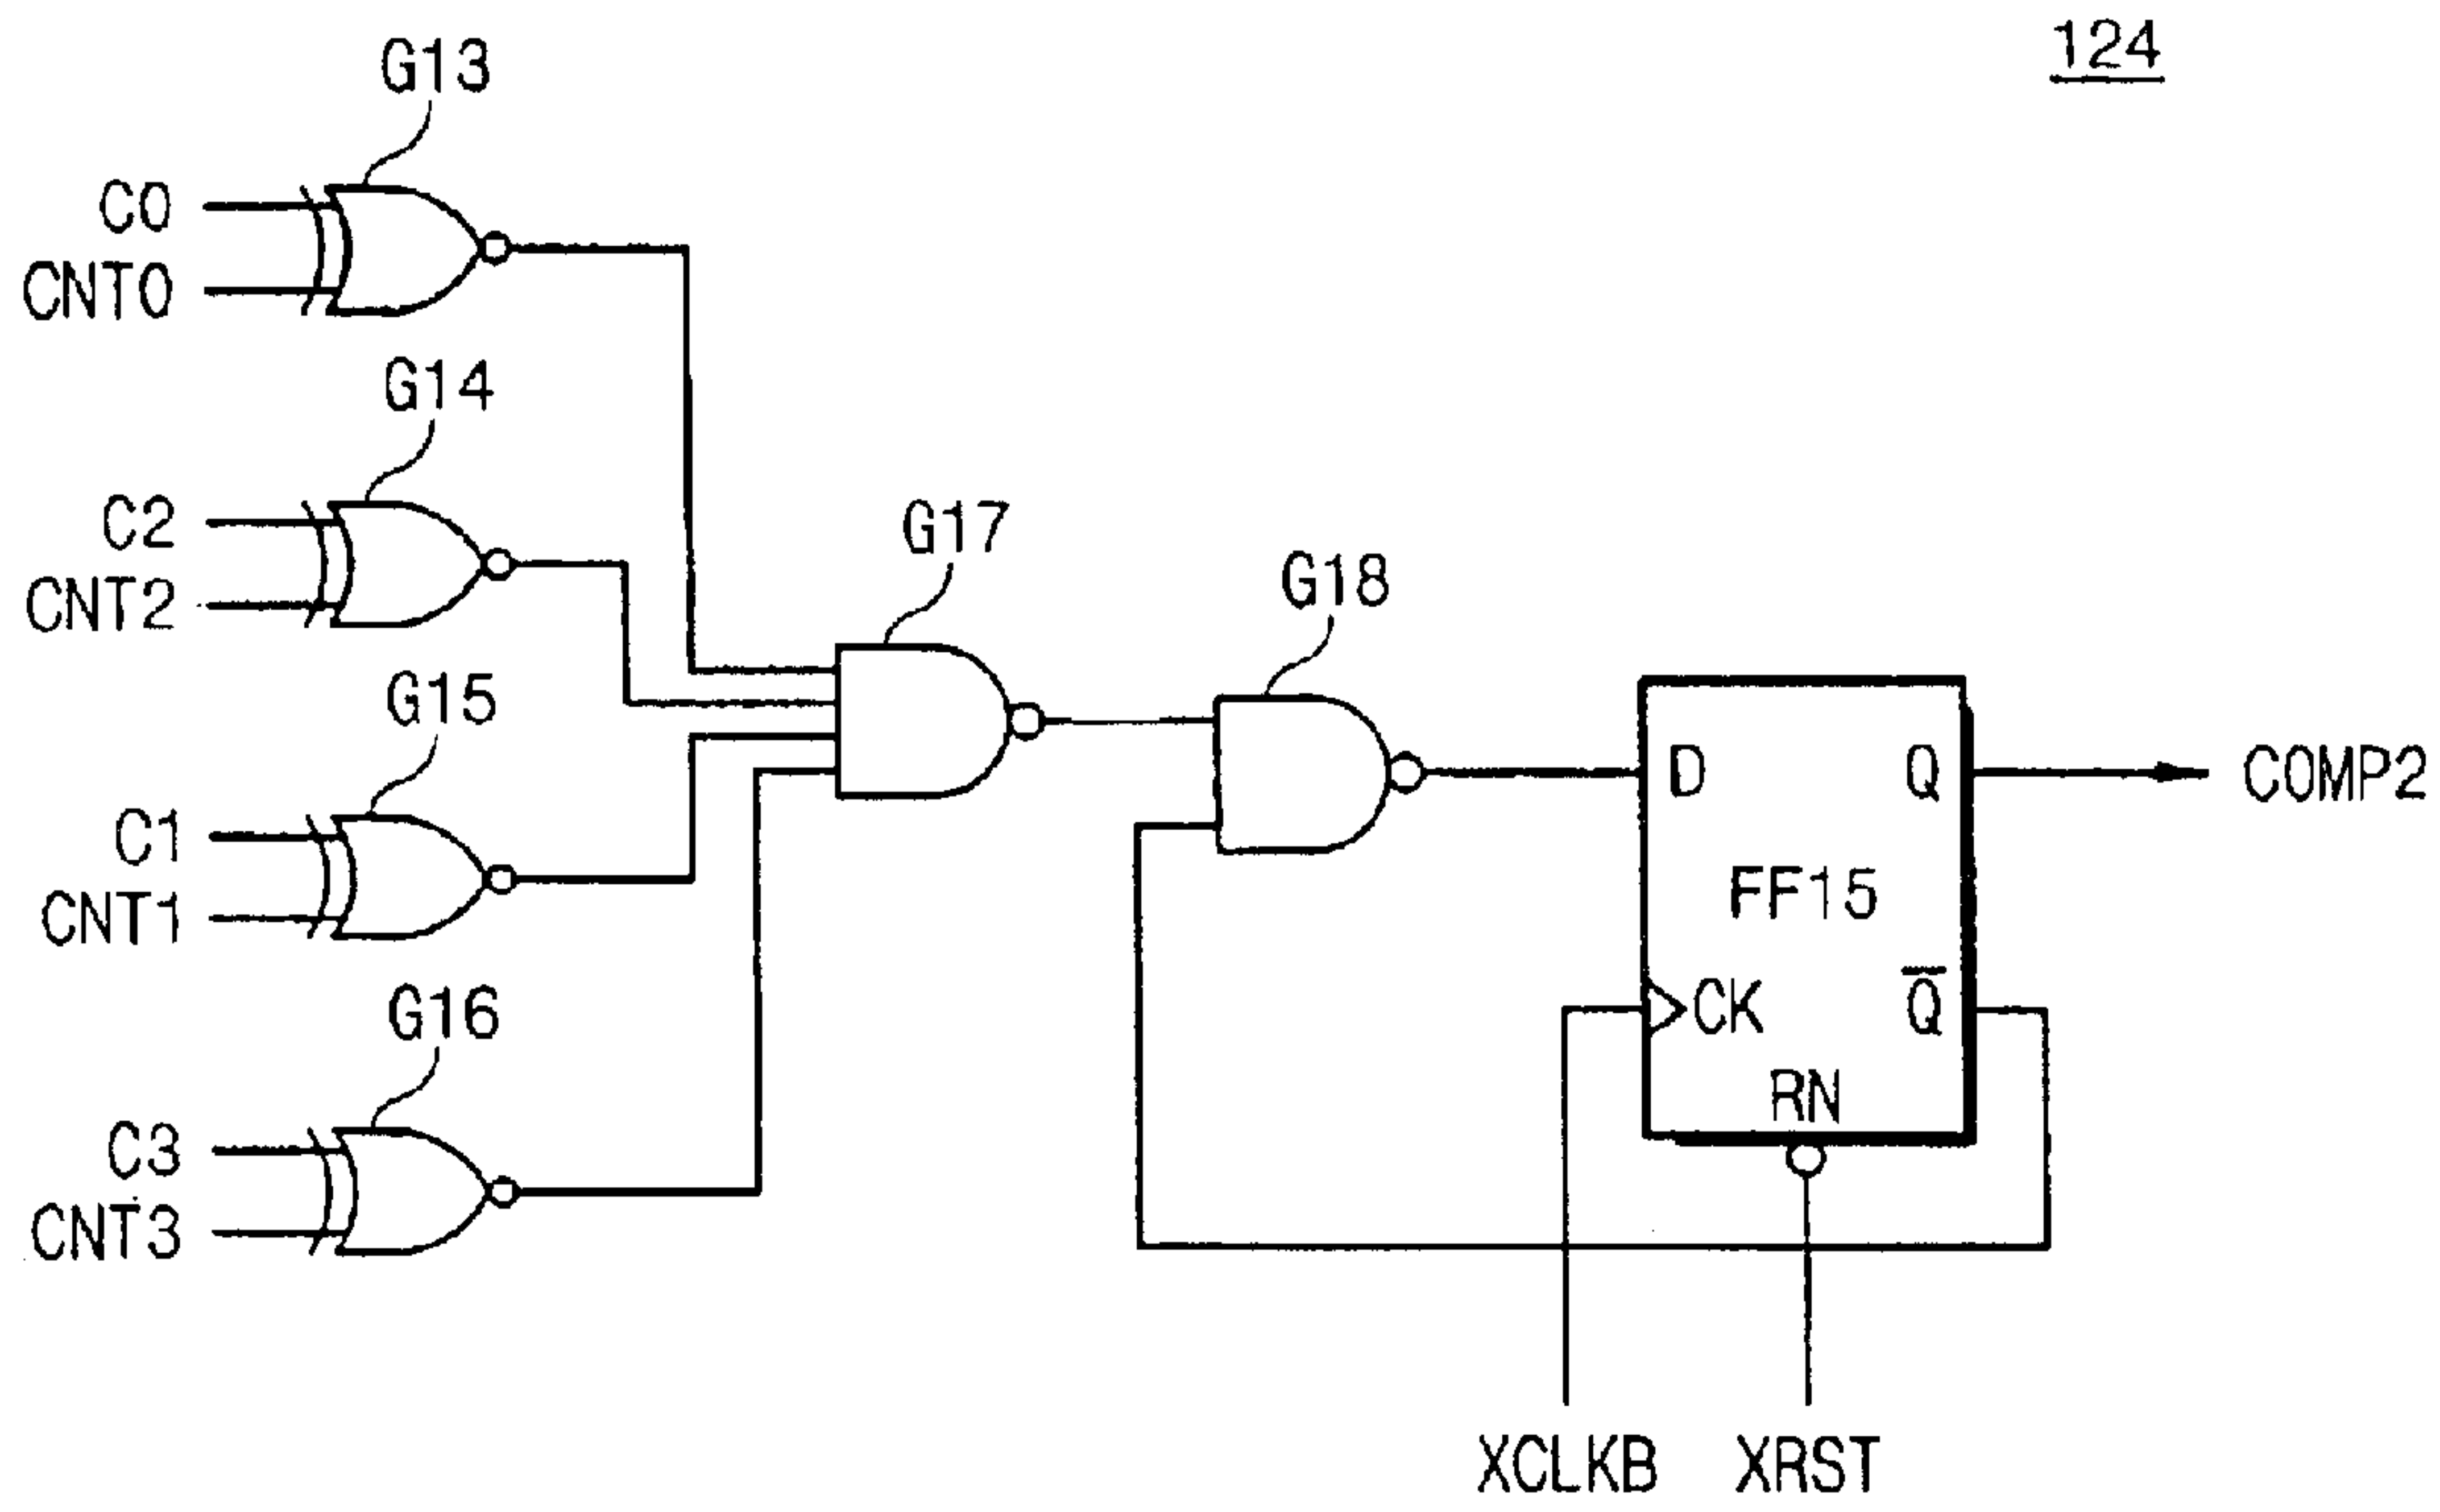 124
G13
C0
CNT0
G14
C2
CNT2
G17
G18
G15
C1
CNT1
D
Q
COMP2
FF15
G16
CK
Q̅
RN
C3
CNT3
XCLKB
XRST